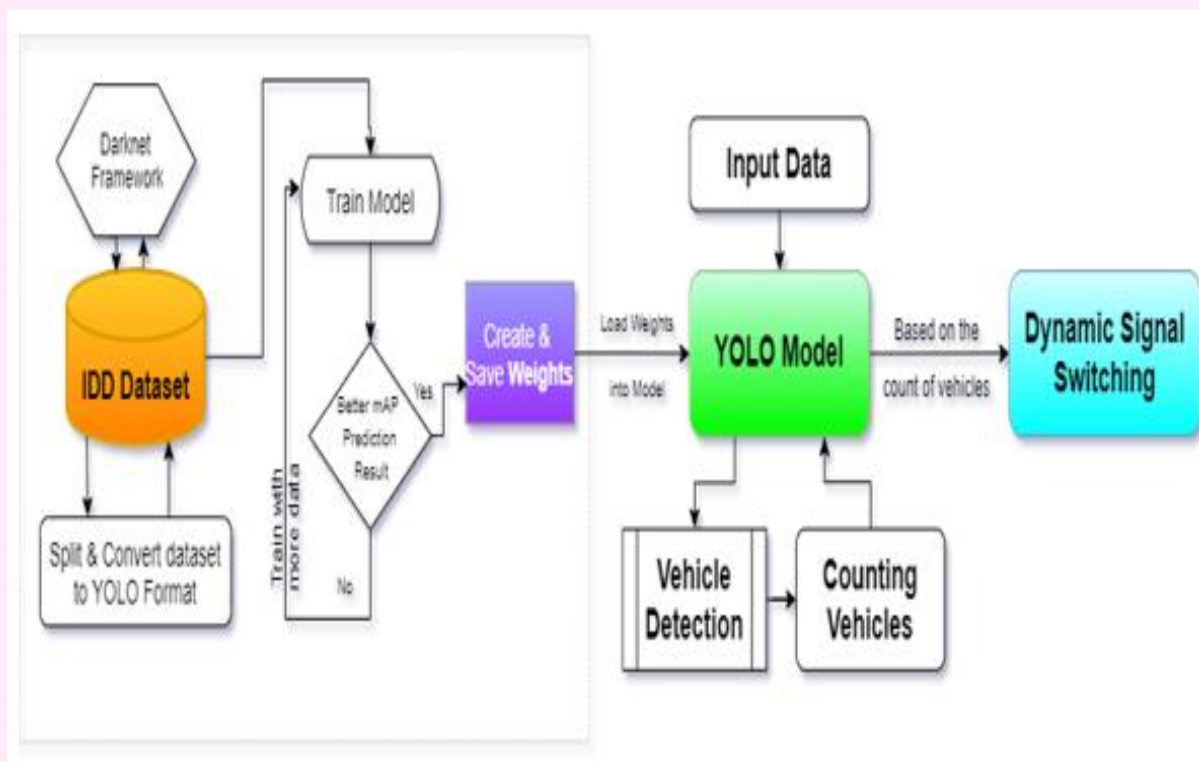 Darknet
Framework
IDD Dataset
Split & Convert dataset
to YOLO Format
Train Model
Better mAP
Prediction
Result
Yes
No
Train with
more data
Create &
Save Weights
Load Weights
into Model
Input Data
YOLO Model
Vehicle
Detection
Counting
Vehicles
Based on the
count of vehicles
Dynamic Signal
Switching